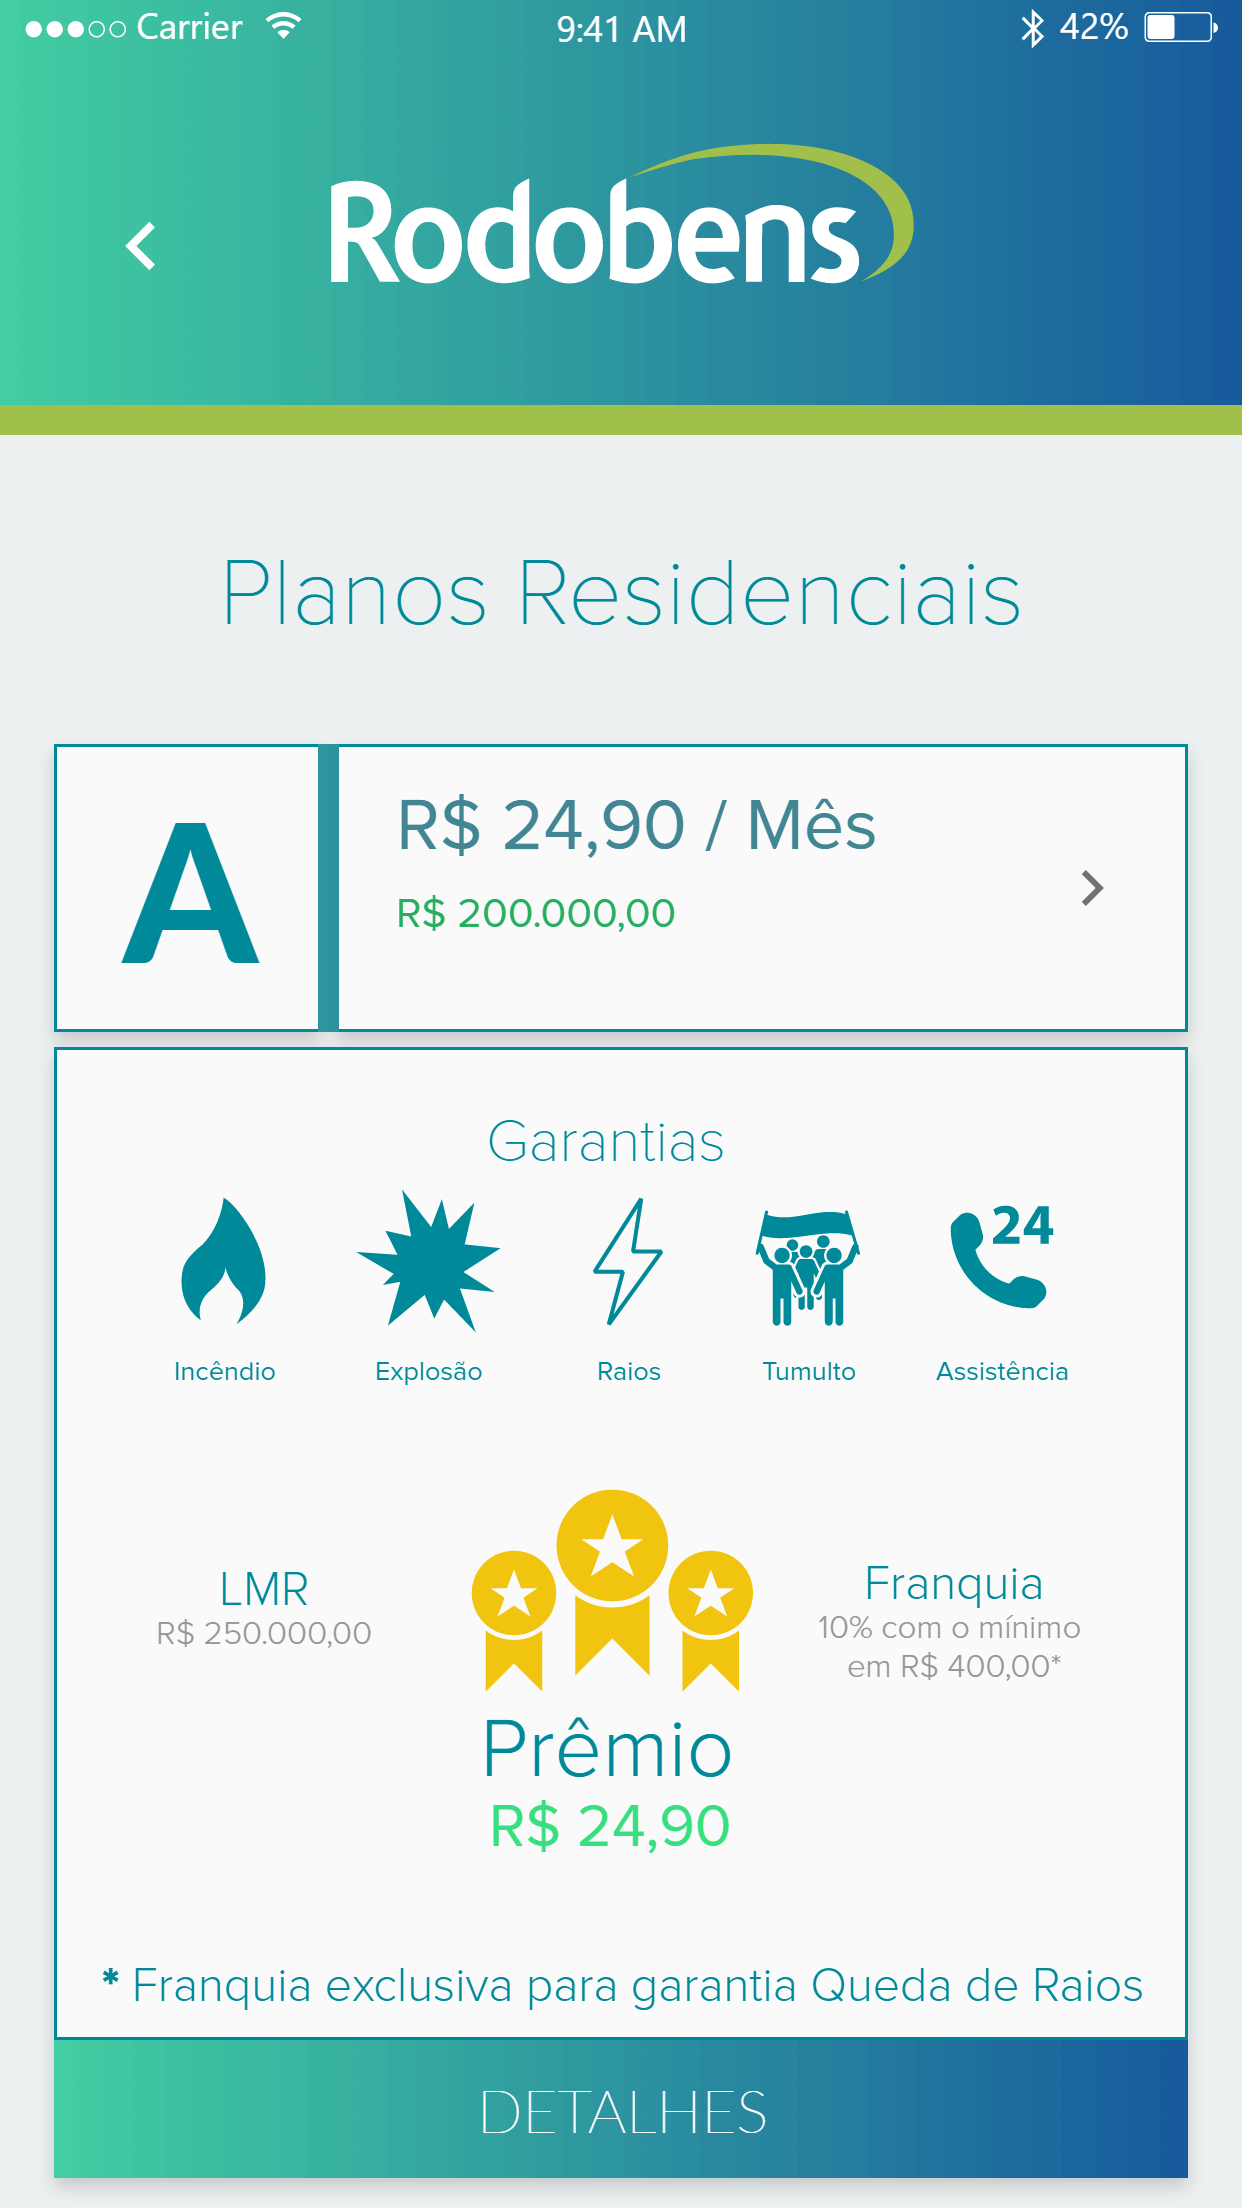 Carrier 9:41 AM 42%
Rodobens
Planos Residenciais
A
R$ 24,90 / Mês
R$ 200.000,00
Garantias
24
Incêndio Explosão Raios Tumulto Assistência
LMR
R$ 250.000,00
Franquia
10% com o mínimo
em R$ 400,00*
Prêmio
R$ 24,90
* Franquia exclusiva para garantia Queda de Raios
DETALHES